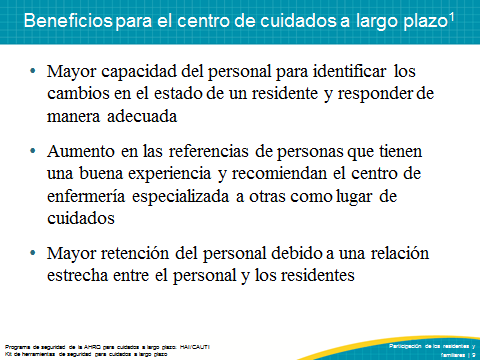 Beneficios para el centro de cuidados a largo plazo1
• Mayor capacidad del personal para identificar los
cambios en el estado de un residente y responder de
manera adecuada
• Aumento en las referencias de personas que tienen
una buena experiencia y recomiendan el centro de
enfermería especializada a otras como lugar de
cuidados
• Mayor retención del personal debido a una relación
estrecha entre el personal y los residentes
Programa de seguridad de la AHRQ para cuidados a largo plazo: HAI/CAUTI
Kit de herramientas de seguridad para cuidados a largo plazo
Participación de los residentes y
familiares | 9